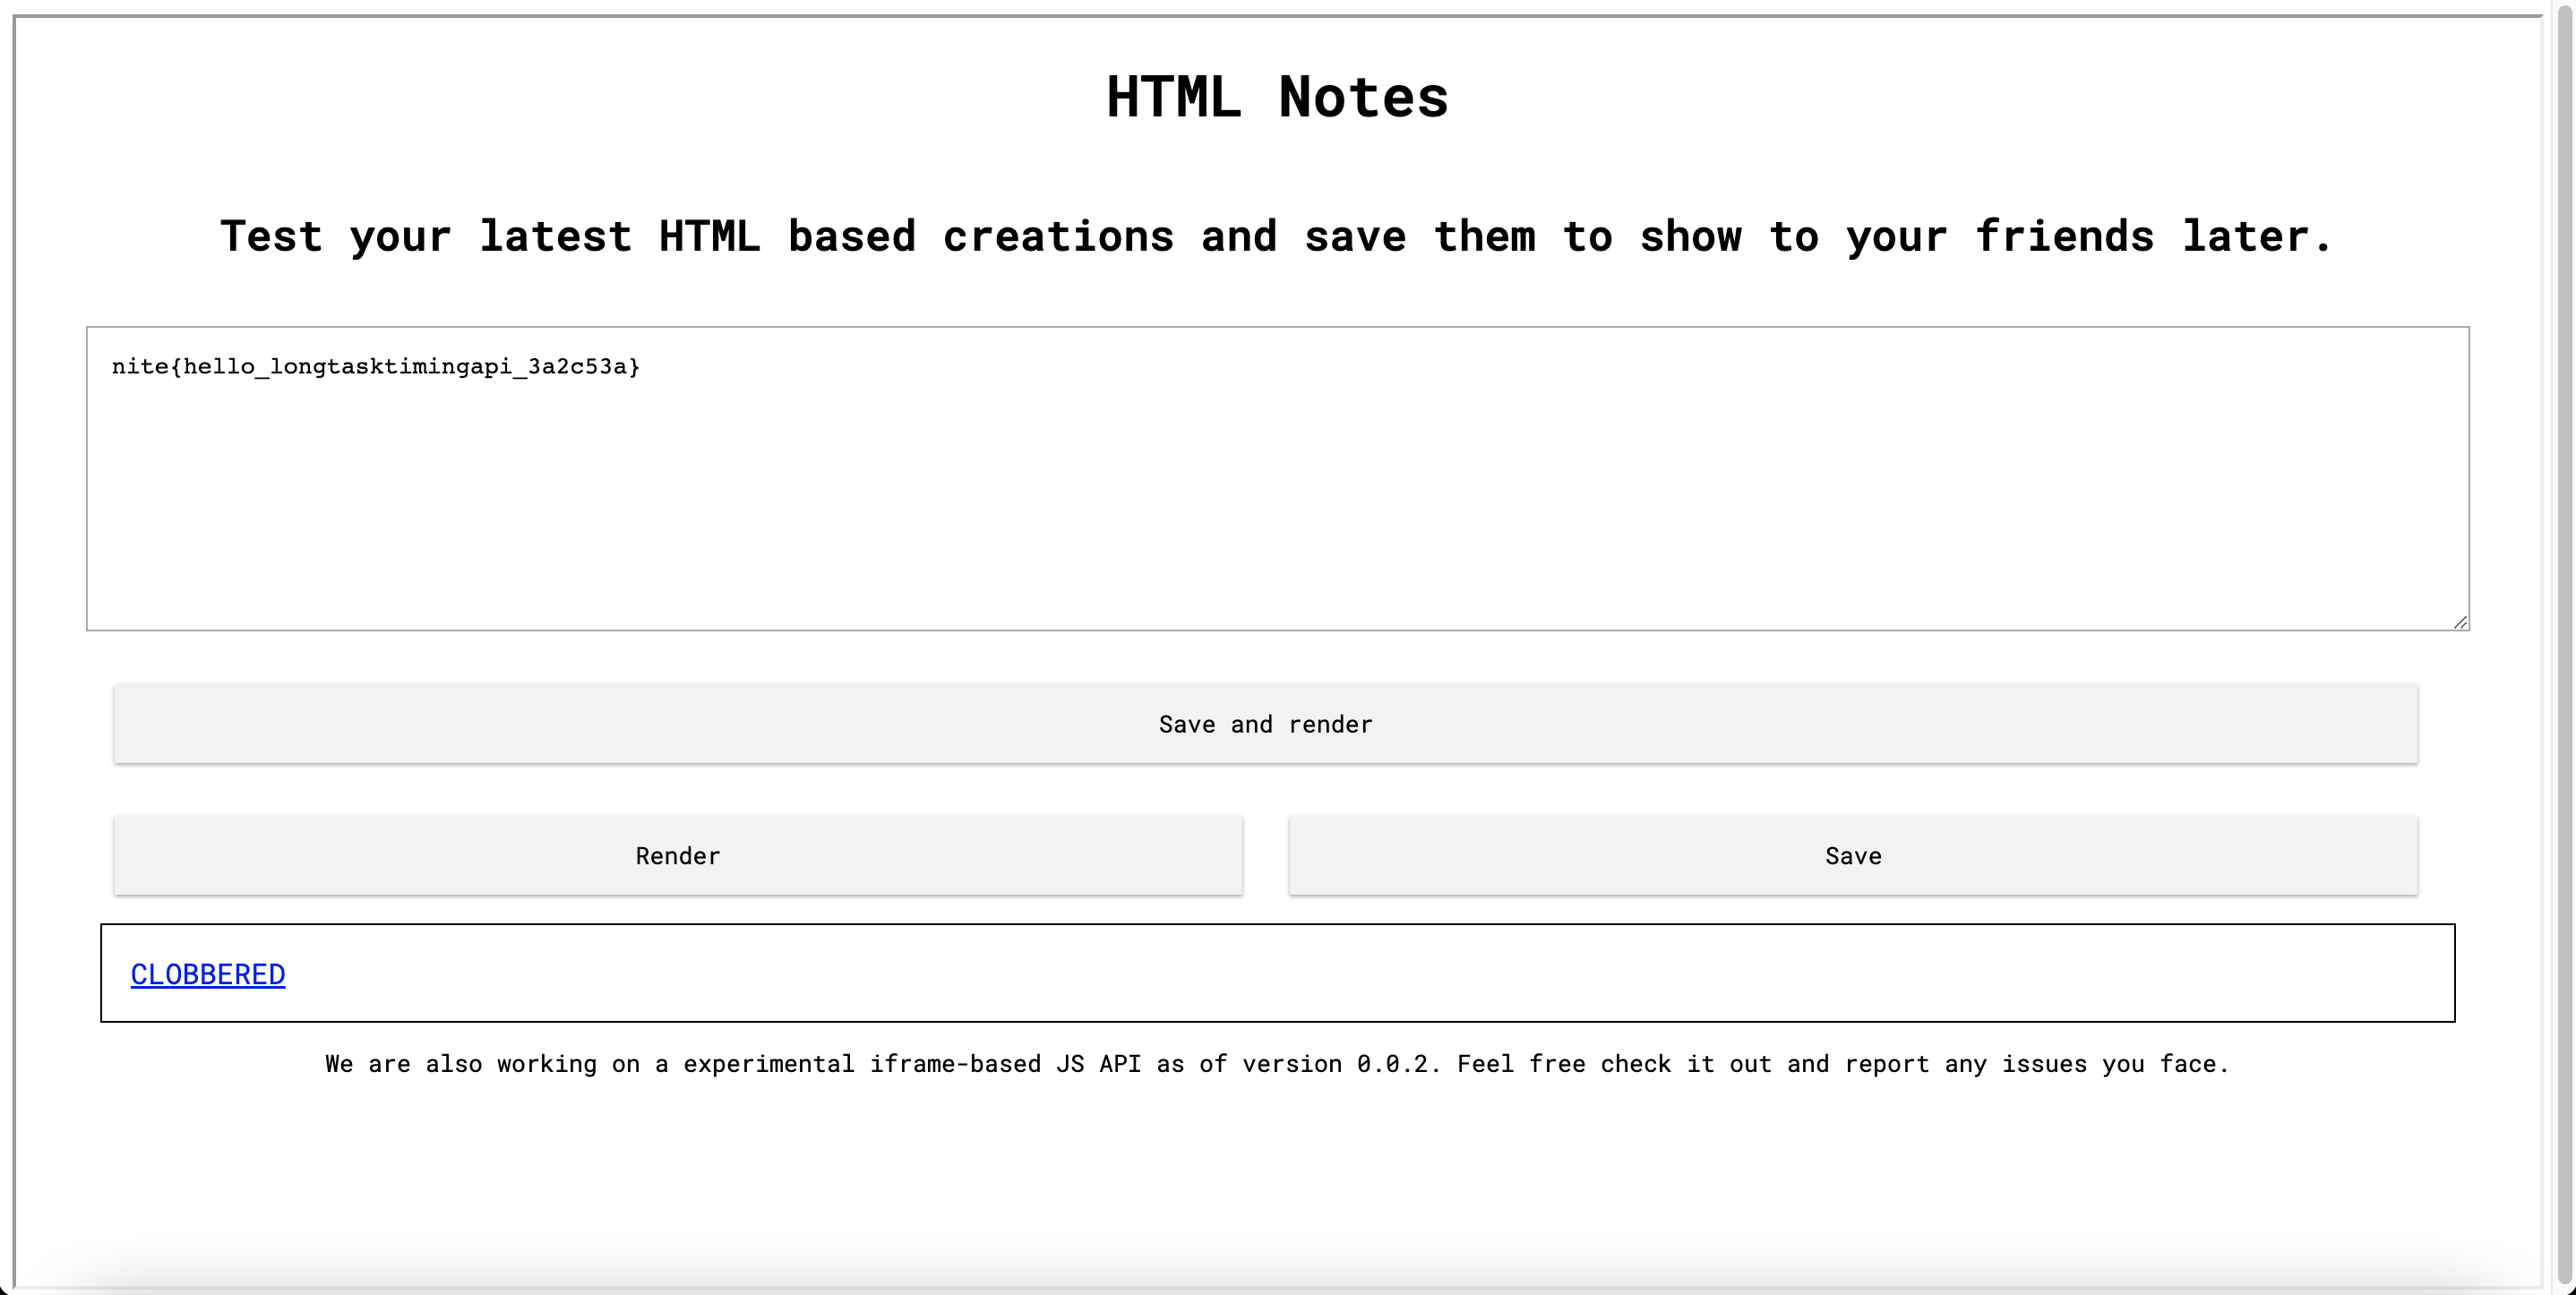 HTML Notes
Test your latest HTML based creations and save them to show to your friends later.
nite{hello_longtasktimingapi_3a2c53a}
Save and render
Render
Save
CLOBBERED
We are also working on a experimental iframe-based JS API as of version 0.0.2. Feel free check it out and report any issues you face.